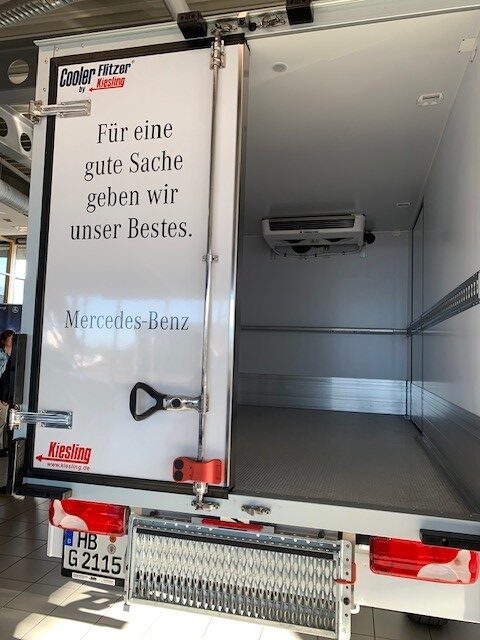 Cooler Flitzer®
by Kiesling
Für eine
gute Sache
geben wir
unser Bestes.
Mercedes-Benz
Kiesling
www.kiesling.de
HB
G 2115